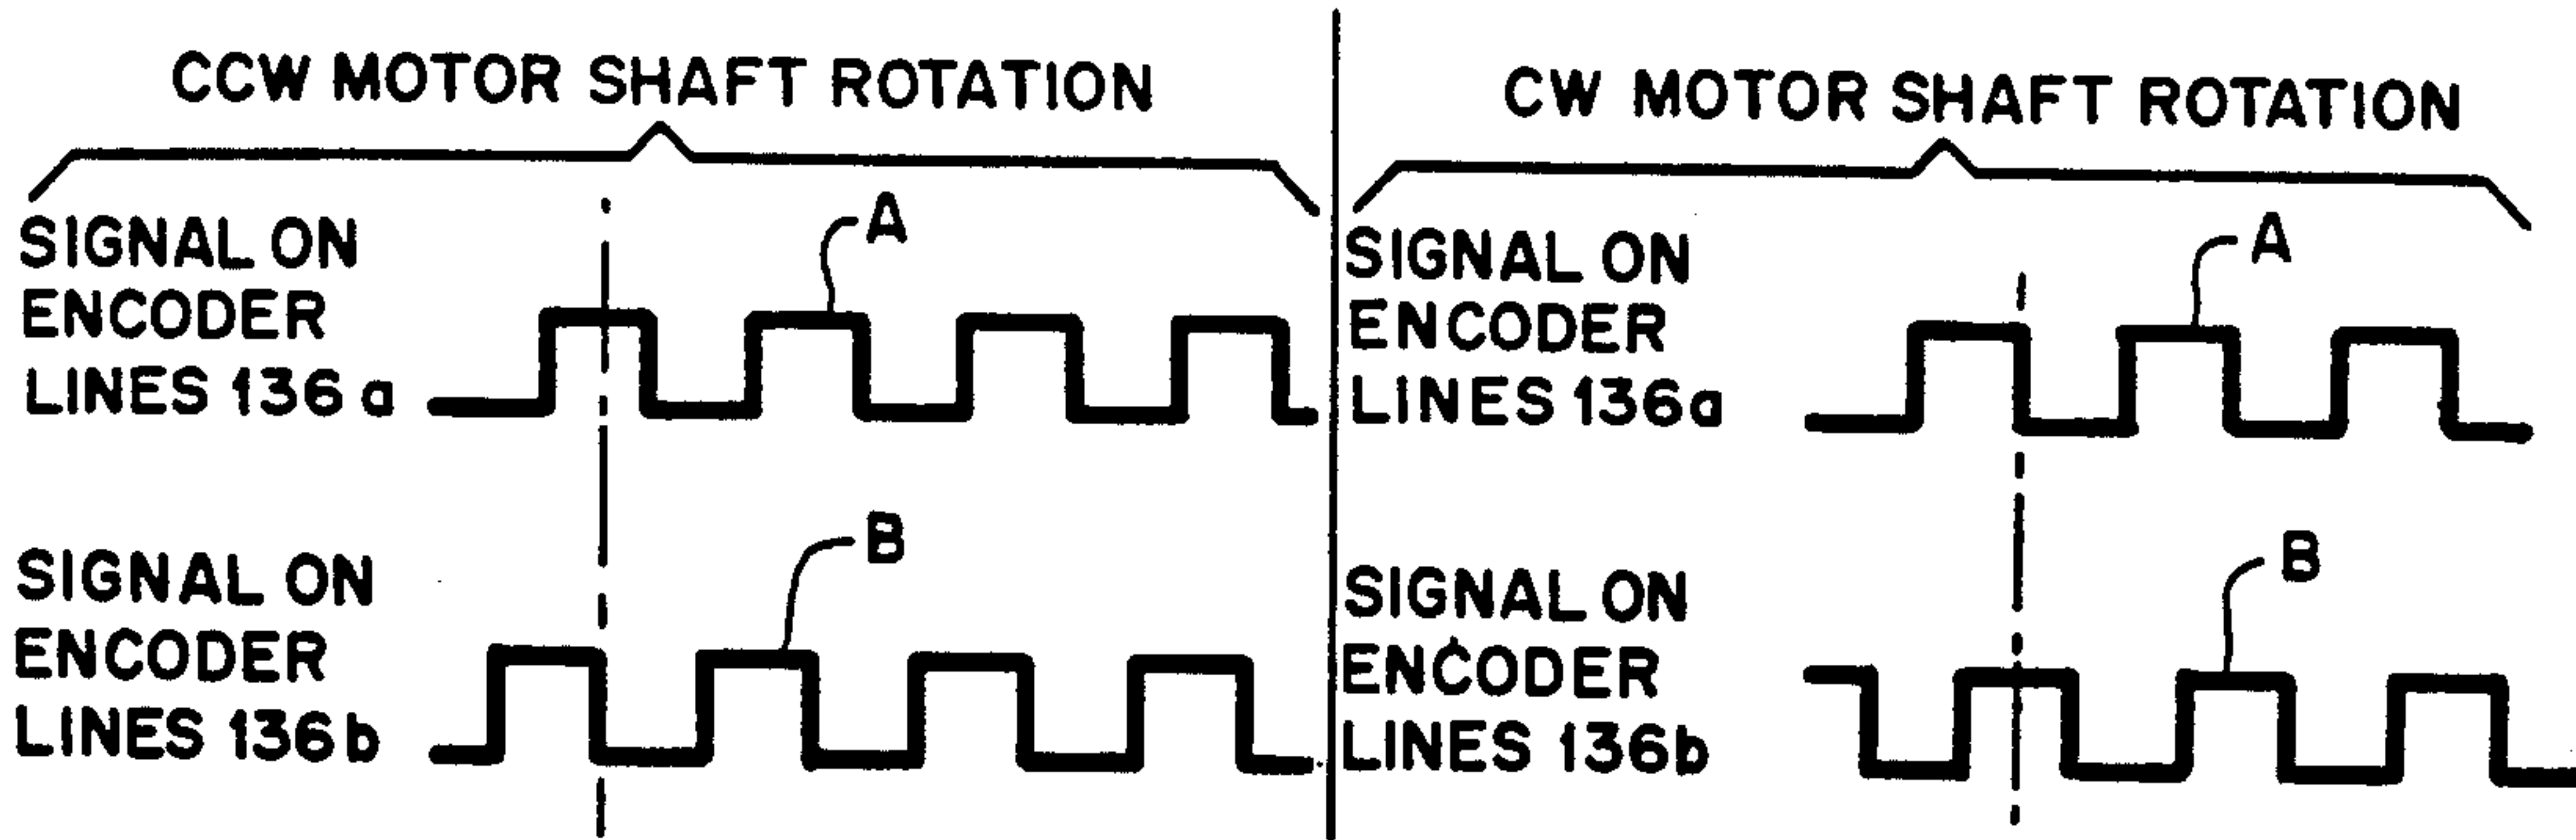 CCW MOTOR SHAFT ROTATION
SIGNAL ON
ENCODER
LINES 136a
A
SIGNAL ON
ENCODER
LINES 136b
B
CW MOTOR SHAFT ROTATION
SIGNAL ON
ENCODER
LINES 136a
A
SIGNAL ON
ENCODER
LINES 136b
B